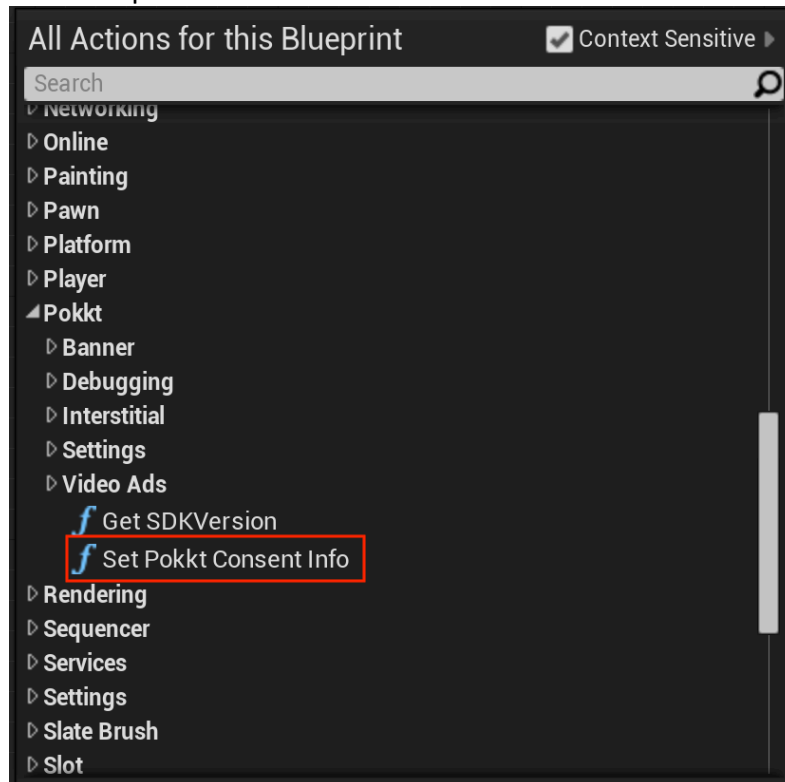 All Actions for this Blueprint Context Sensitive
Search
Networking
Online
Painting
Pawn
Platform
Player
Pokkt
Banner
Debugging
Interstitial
Settings
Video Ads
f Get SDKVersion
f Set Pokkt Consent Info
Rendering
Sequencer
Services
Settings
Slate Brush
Slot